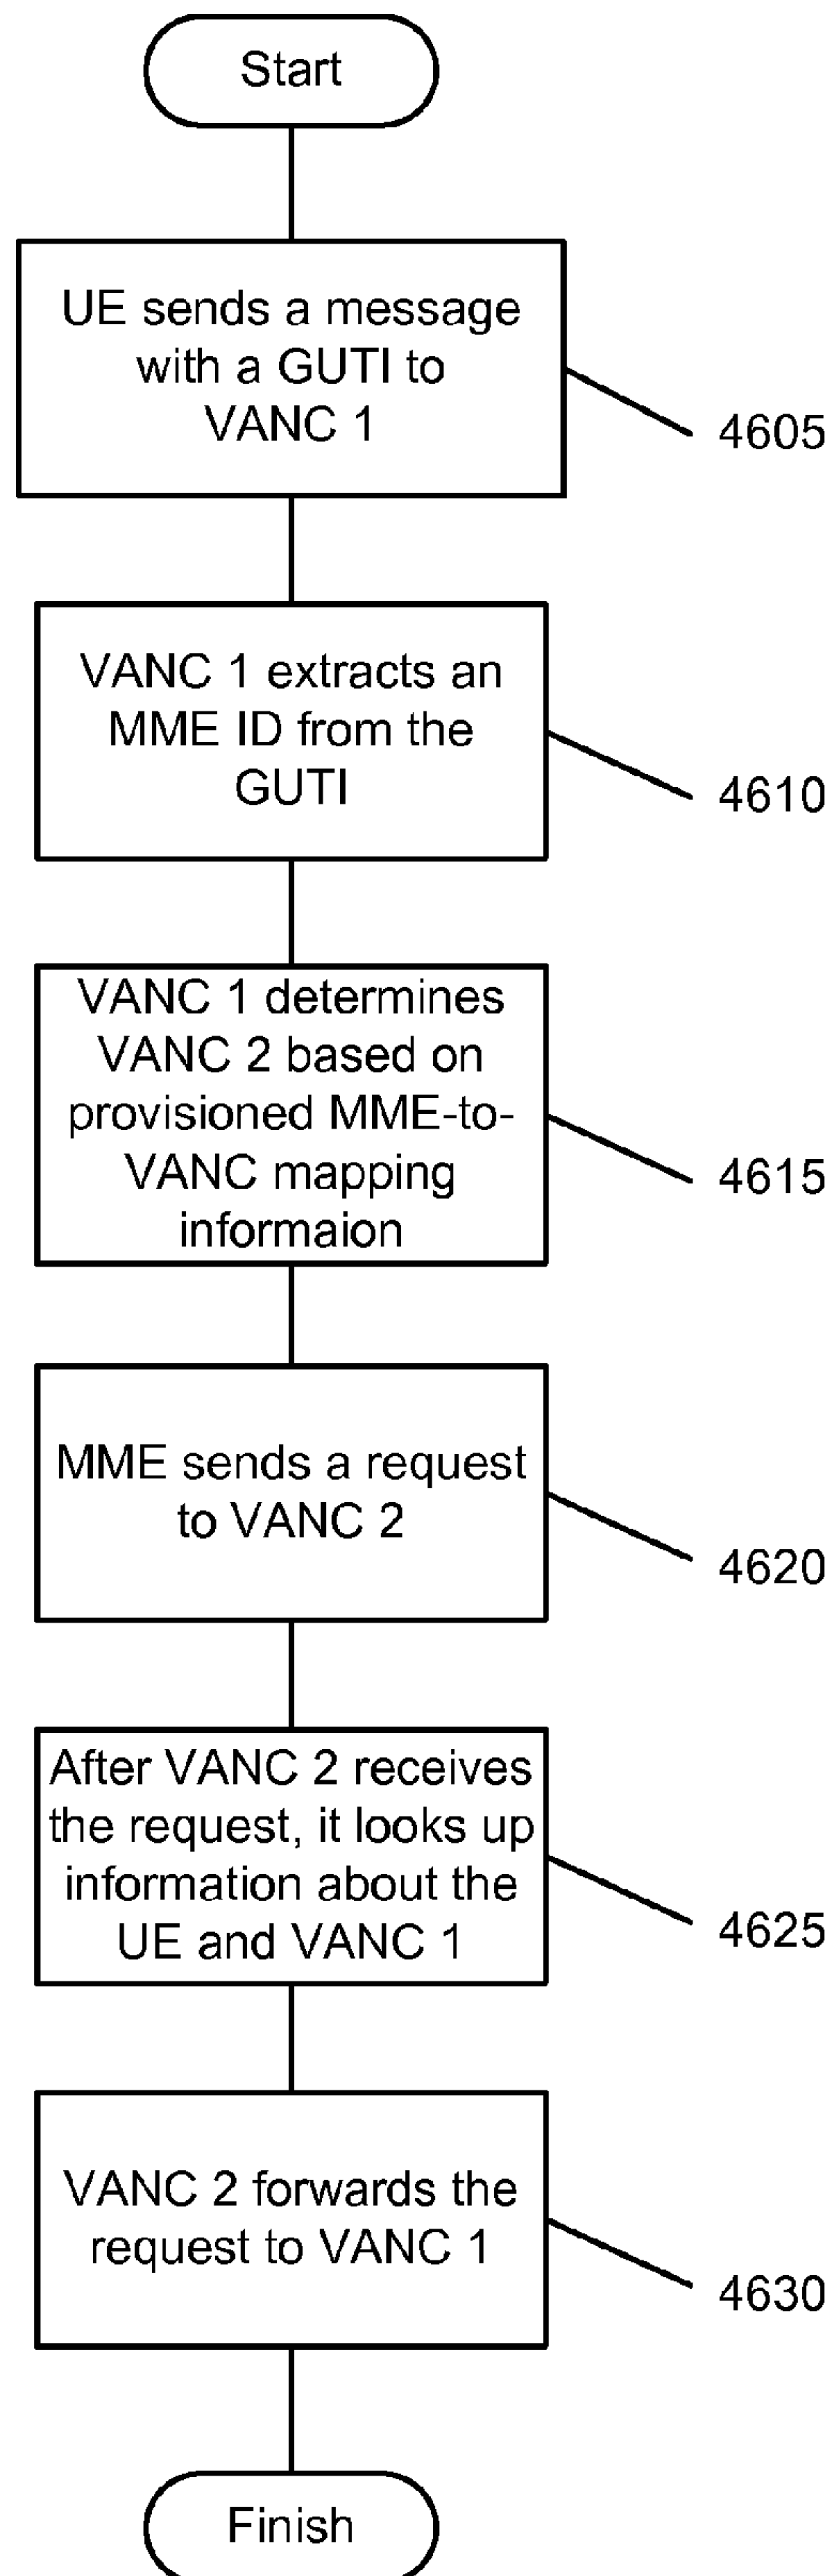 Start
UE sends a message
with a GUTI to
VANC 1
4605
VANC 1 extracts an
MME ID from the
GUTI
4610
VANC 1 determines
VANC 2 based on
provisioned MME-to-
VANC mapping
informaion
4615
MME sends a request
to VANC 2
4620
After VANC 2 receives
the request, it looks up
information about the
UE and VANC 1
4625
VANC 2 forwards the
request to VANC 1
4630
Finish